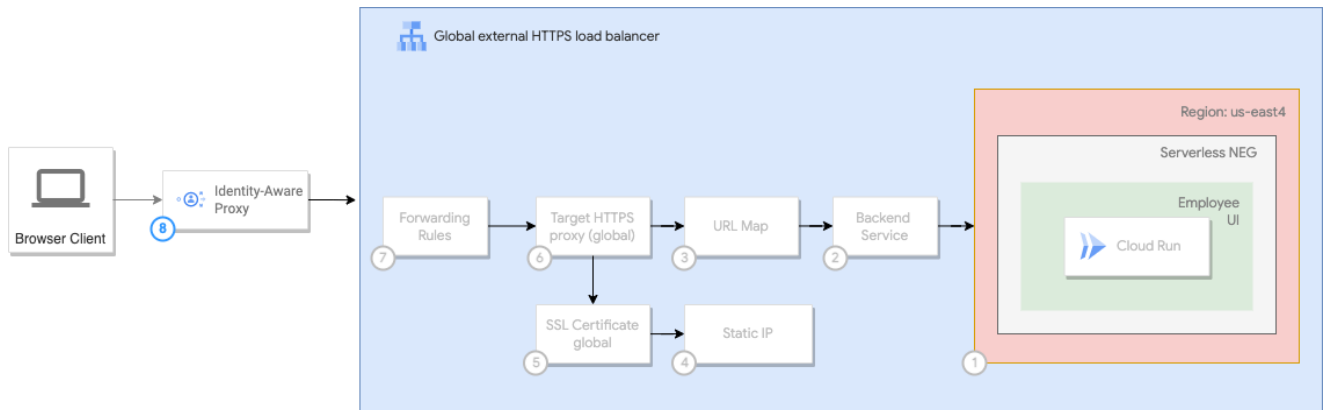 Global external HTTPS load balancer
Region: us-east4
Serverless NEG
Employee
UI
Cloud Run
Browser Client
Identity-Aware
Proxy
8
Forwarding
Rules
7
Target HTTPS
proxy (global)
6
URL Map
3
Backend
Service
2
SSL Certificate
global
5
Static IP
4
1